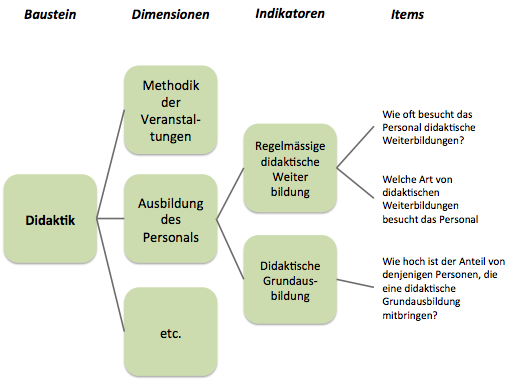 Baustein
Dimensionen
Indikatoren
Items
Didaktik
Methodik
der
Veranstal-
tungen
Ausbildung
des
Personals
etc.
Regelmässige
didaktische
Weiter
bildung
Didaktische
Grundaus-
bildung
Wie oft besucht das
Personal didaktische
Weiterbildungen?
Welche Art von
didaktischen
Weiterbildungen
besucht das Personal
Wie hoch ist der Anteil von
denjenigen Personen, die
eine didaktische
Grundausbildung
mitbringen?